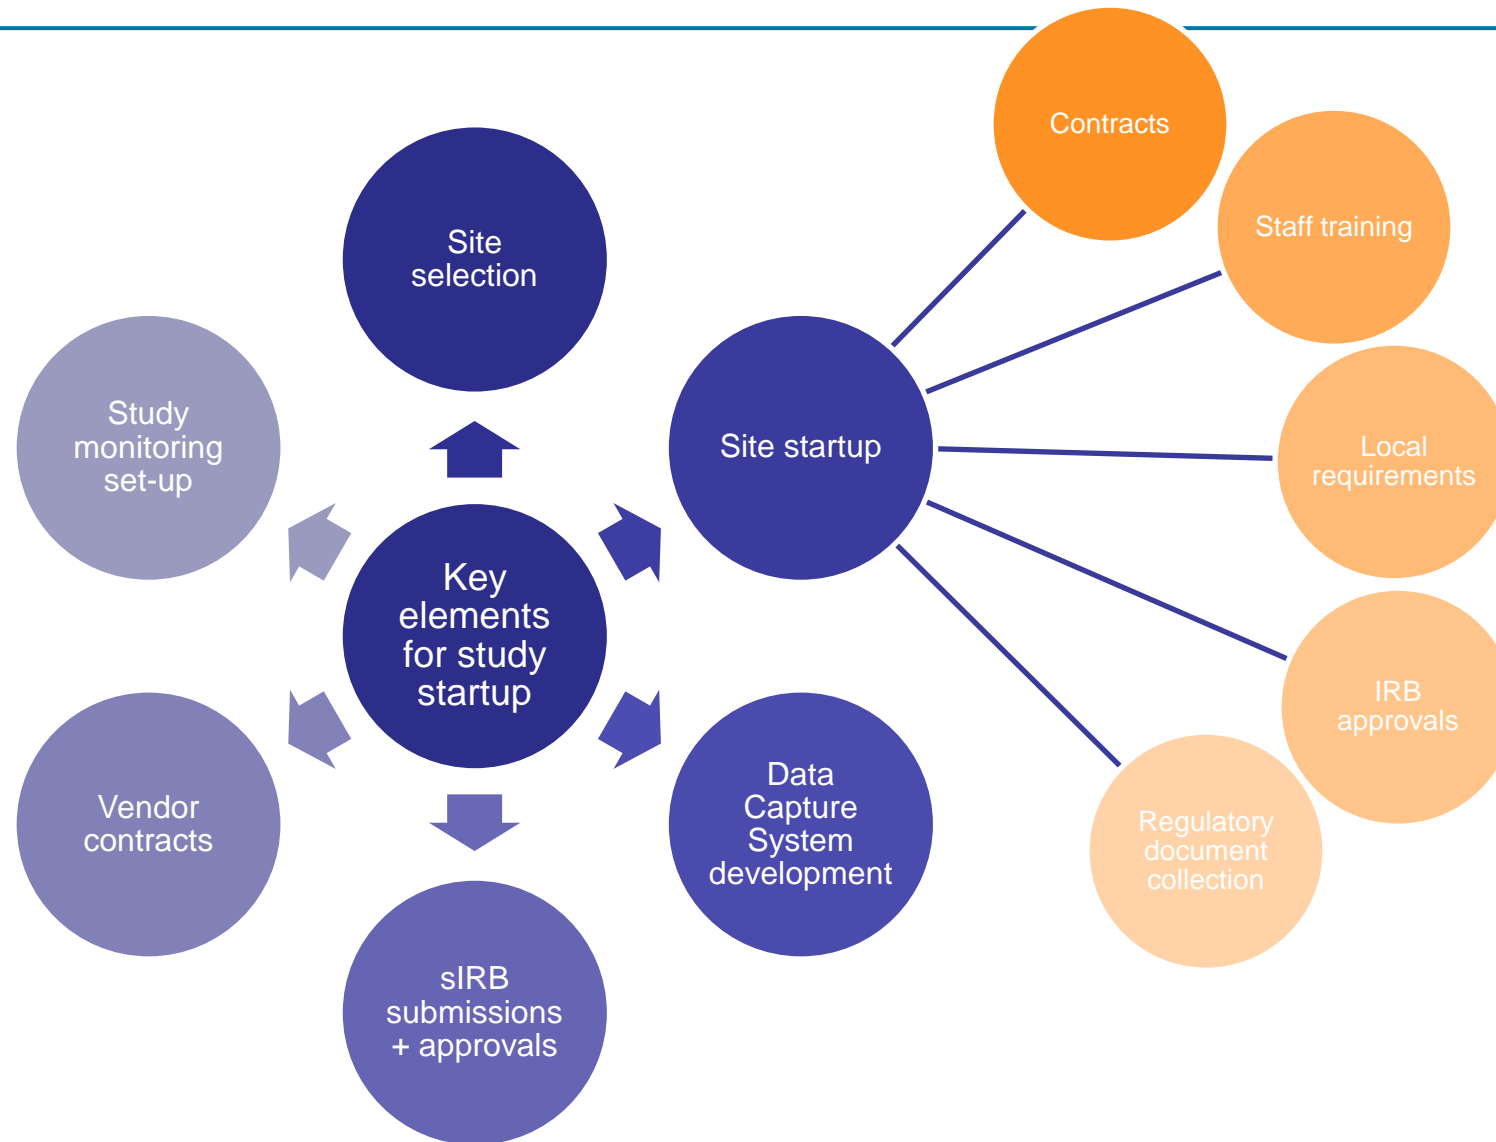 Key
elements
for study
startup
Site
selection
Site startup
Data
Capture
System
development
sIRB
submissions
+ approvals
Vendor
contracts
Study
monitoring
set-up
Contracts
Staff training
Local
requirements
IRB
approvals
Regulatory
document
collection